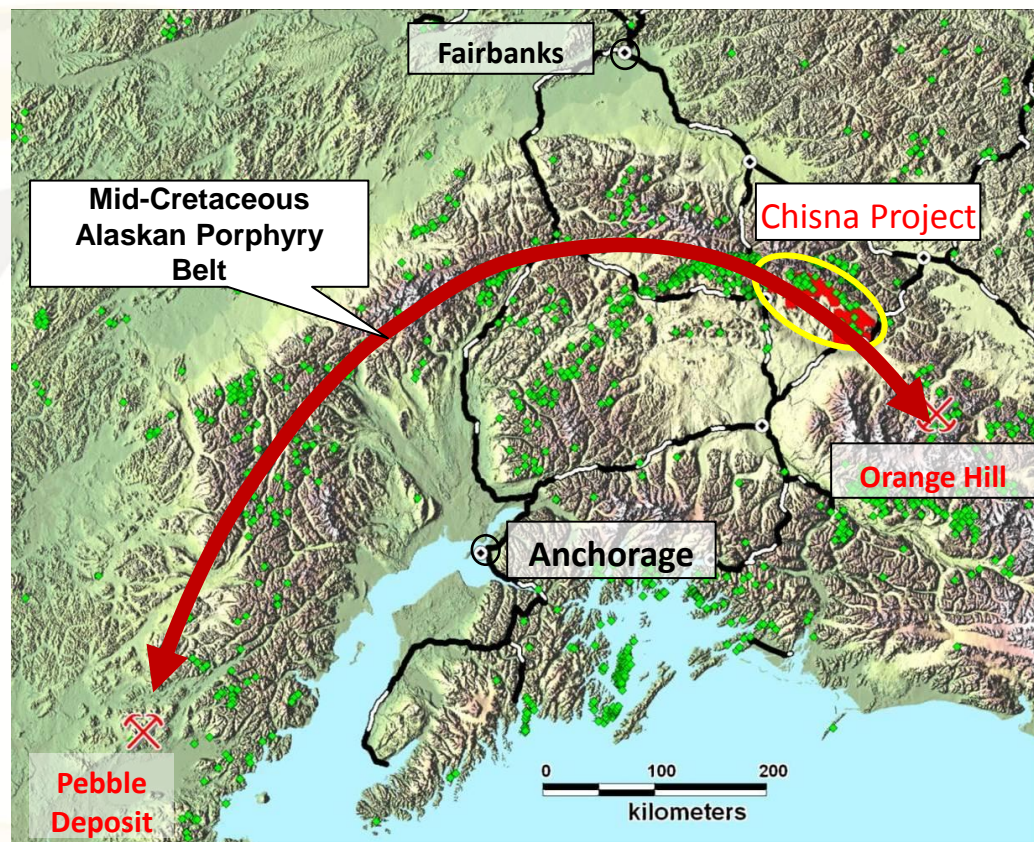 Fairbanks
Mid-Cretaceous
Alaskan Porphyry
Belt
Chisna Project
Orange Hill
Anchorage
Pebble
Deposit
0 100 200
kilometers